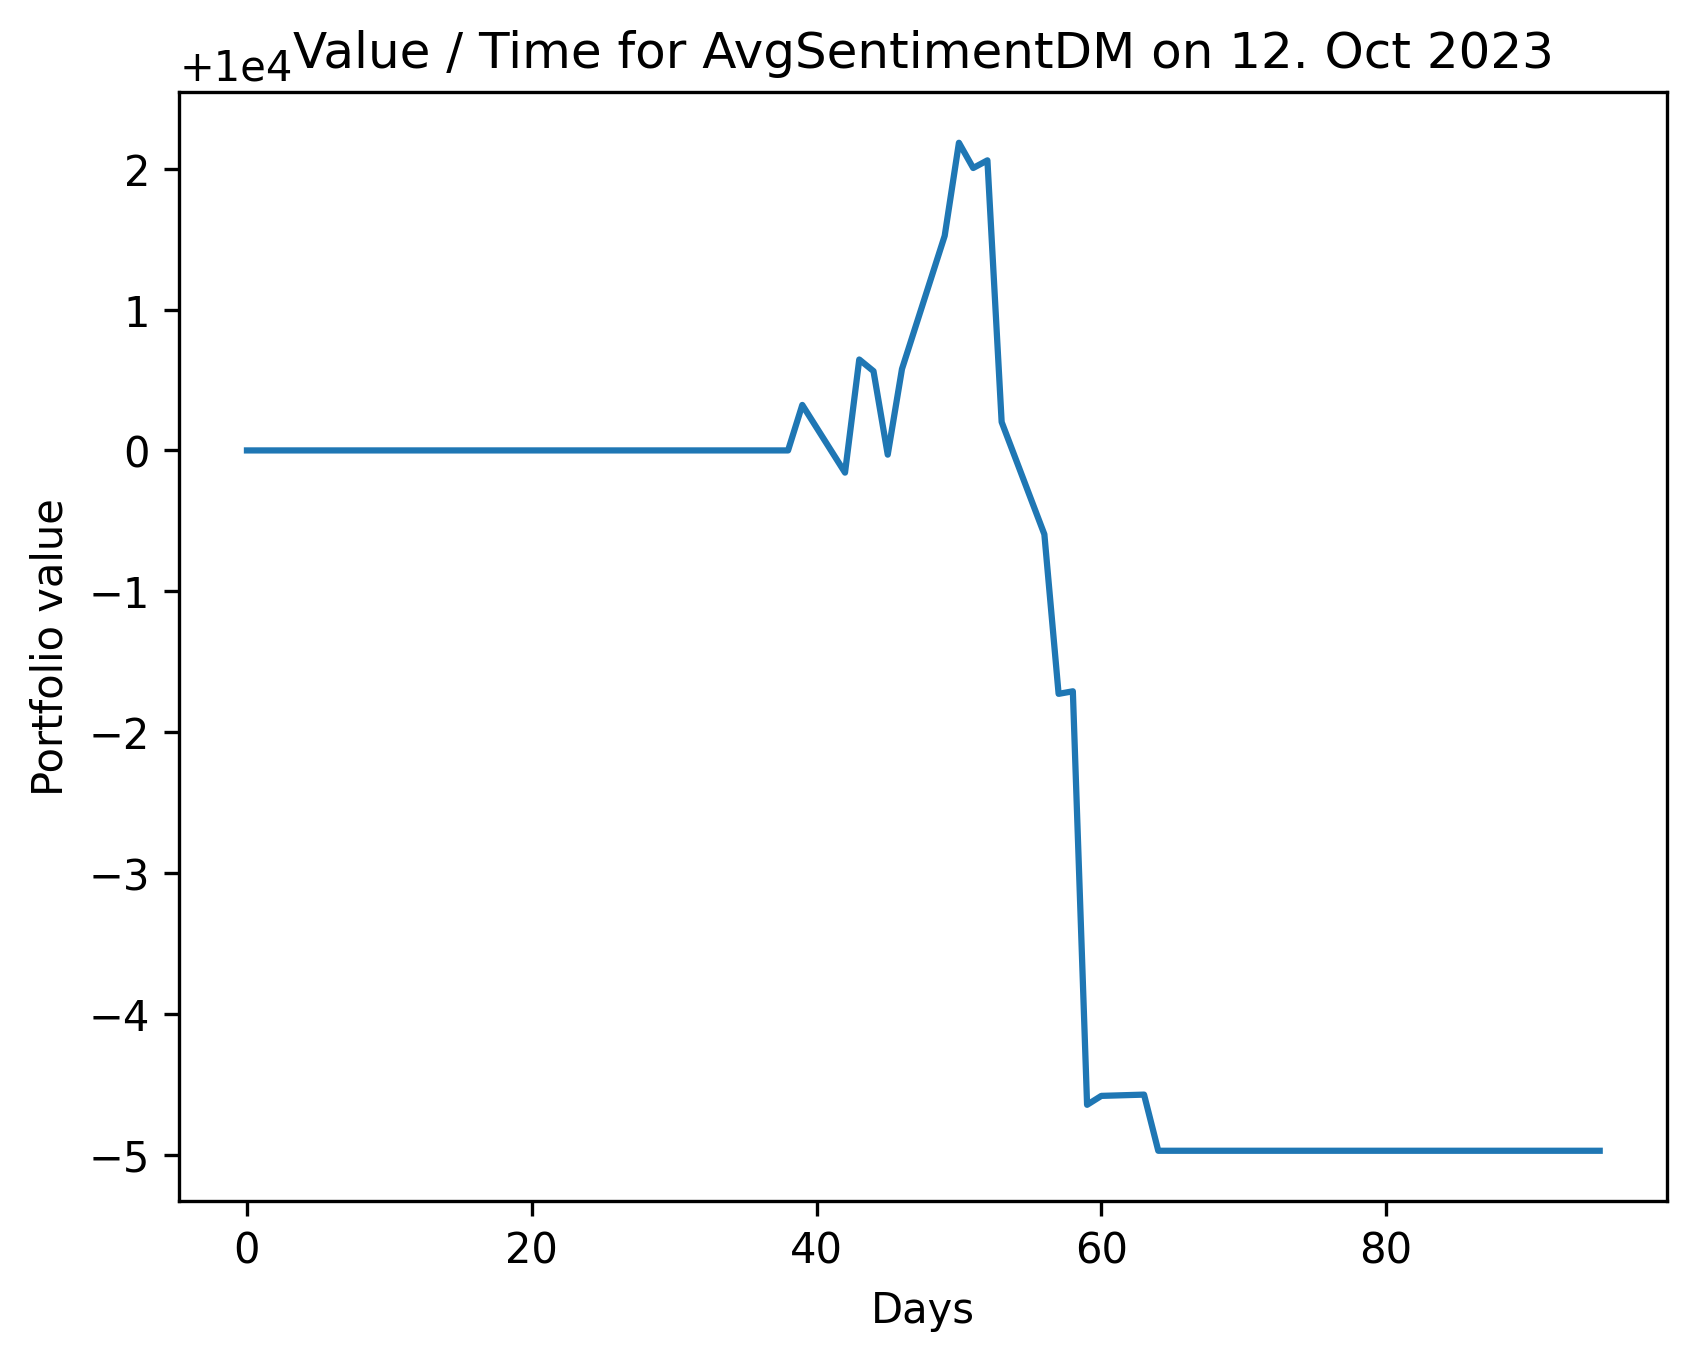 Value / Time for AvgSentimentDM on 12. Oct 2023
+1e4
2
1
0
−1
−2
−3
−4
−5
Portfolio value
0 20 40 60 80
Days